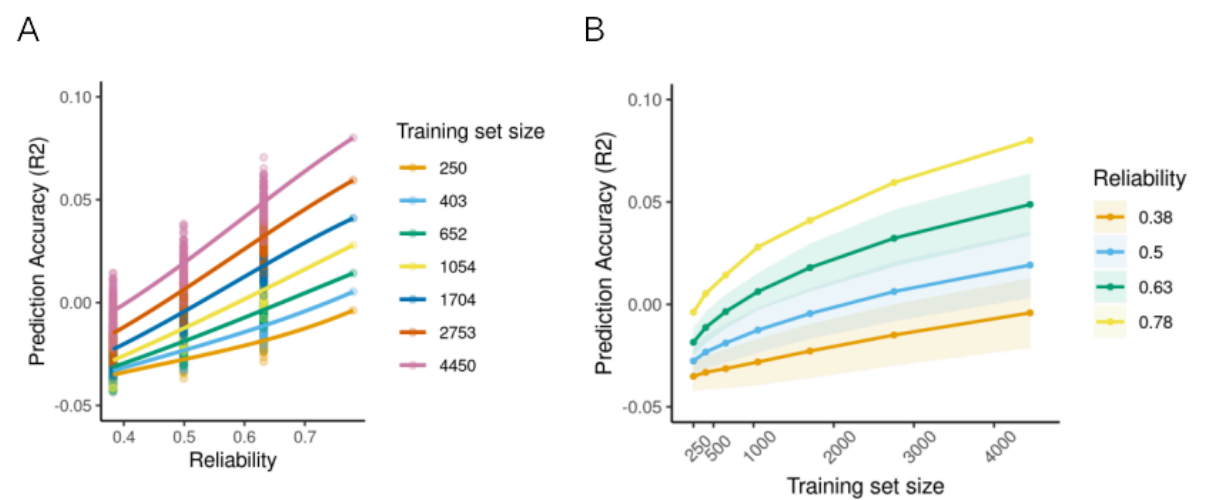 A
Prediction Accuracy (R2)
0.10
0.05
0.00
-0.05
0.4 0.5 0.6 0.7
Reliability
Training set size
250
403
652
1054
1704
2753
4450
B
Prediction Accuracy (R2)
0.10
0.05
0.00
-0.05
250 500 1000 2000 3000 4000
Training set size
Reliability
0.38
0.5
0.63
0.78